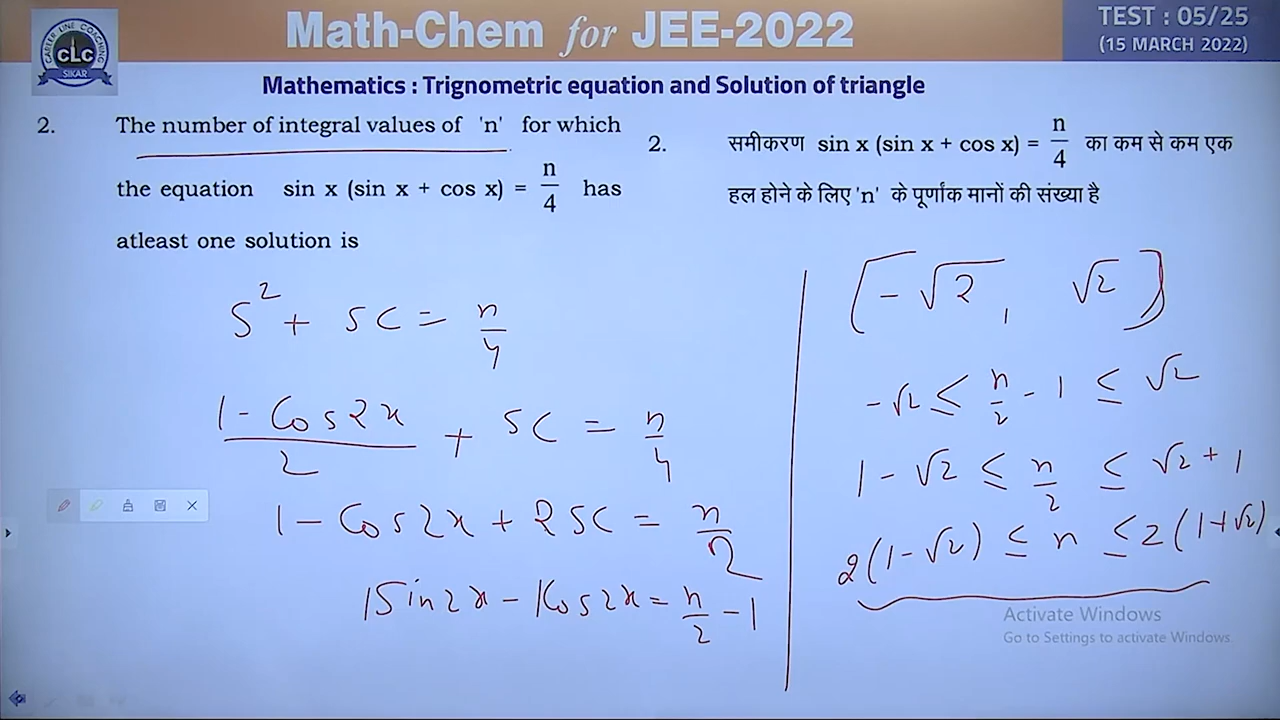 Math-Chem for JEE-2022
TEST : 05/25
(15 MARCH 2022)
CAREER LINE COACHING
CLC
SIKAR
Mathematics : Trignometric equation and Solution of triangle
2. The number of integral values of 'n' for which
the equation sin x (sin x + cos x) = n/4 has
atleast one solution is
2. समीकरण sin x (sin x + cos x) = n/4 का कम से कम एक
हल होने के लिए 'n' के पूर्णांक मानों की संख्या है
S² + SC = n/4
(1 - Cos2x)/2 + SC = n/4
1 - Cos2x + 2SC = n/2
1Sin2x - 1Cos2x = n/2 - 1
[-√2, √2]
-√2 ≤ n/2 - 1 ≤ √2
1 - √2 ≤ n/2 ≤ √2 + 1
2(1-√2) ≤ n ≤ 2(1+√2)
Activate Windows
Go to Settings to activate Windows.